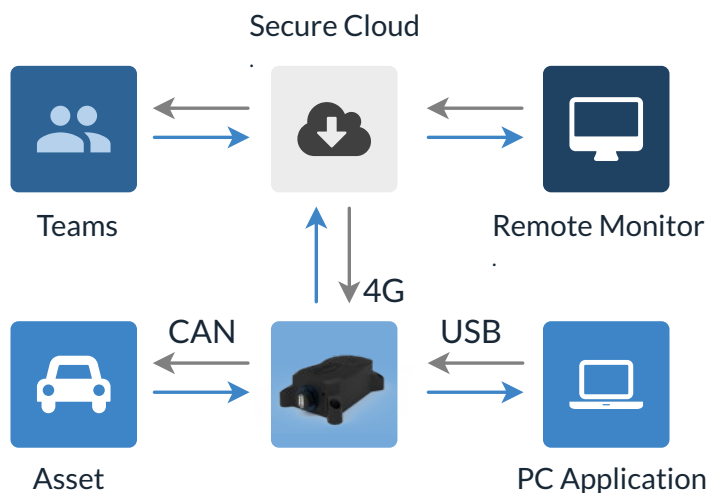 Secure Cloud
.
Teams
Remote Monitor
.
4G
CAN
USB
Asset
PC Application